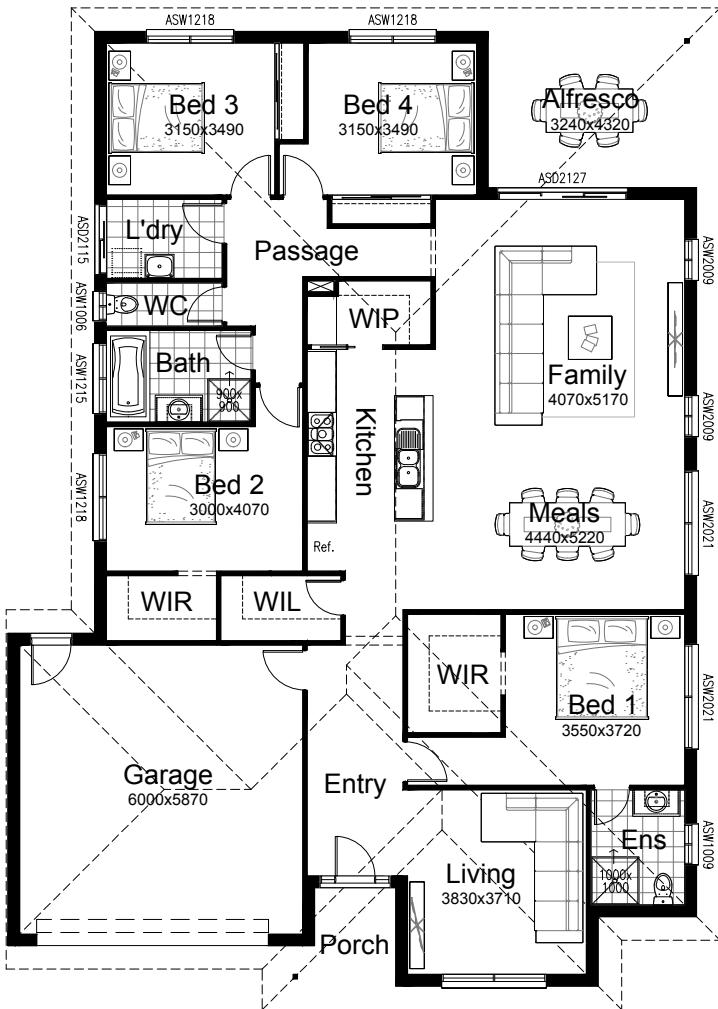 ASW1218
ASW1218
Bed 3
3150x3490
Bed 4
3150x3490
Alfresco
3240x4320
ASD2127
ASD2115
L'dry
Passage
ASW2009
ASW1006
WC
WIP
ASW1215
Bath
900x
900
Family
4070x5170
Kitchen
ASW2009
ASW1218
Bed 2
3000x4070
Meals
4440x5220
ASW2021
Ref.
WIR
WIL
WIR
Bed 1
3550x3720
ASW2021
Garage
6000x5870
Entry
Ens
ASW1009
1000x
1000
Living
3830x3710
Porch